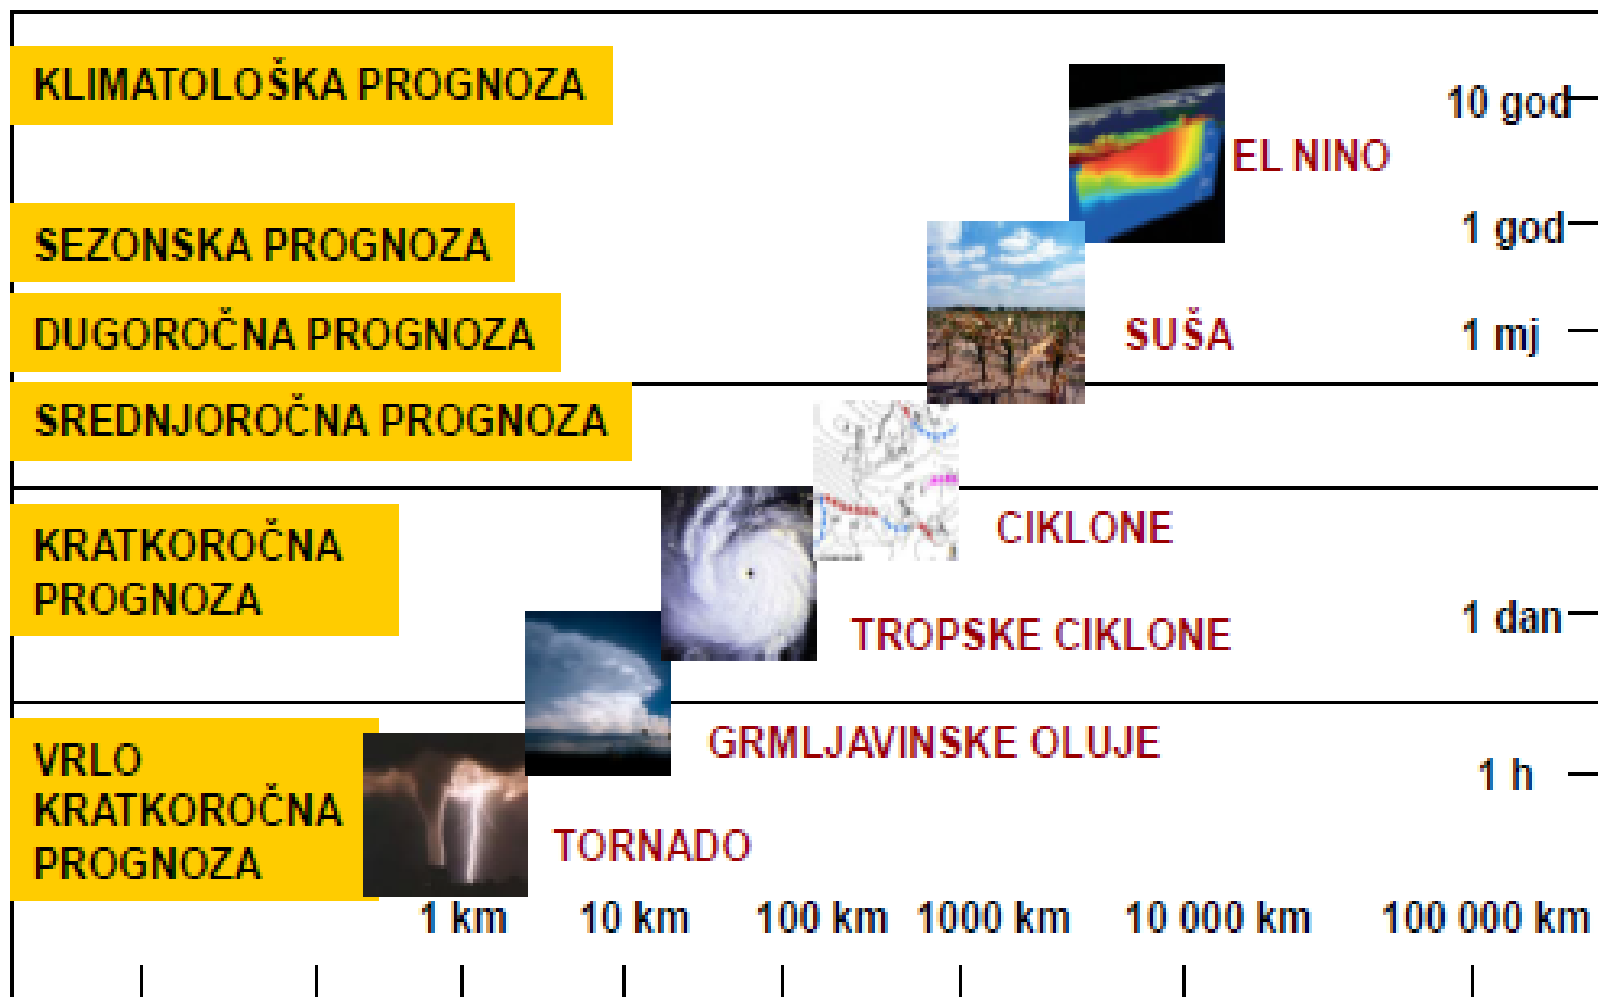 KLIMATOLOŠKA PROGNOZA
10 god
EL NINO
1 god
SEZONSKA PROGNOZA
DUGOROČNA PROGNOZA
SUŠA
1 mj
SREDNJOROČNA PROGNOZA
KRATKOROČNA
PROGNOZA
CIKLONE
TROPSKE CIKLONE
1 dan
GRMLJAVINSKE OLUJE
VRLO
KRATKOROČNA
PROGNOZA
1 h
TORNADO
1 km 10 km 100 km 1000 km 10 000 km 100 000 km